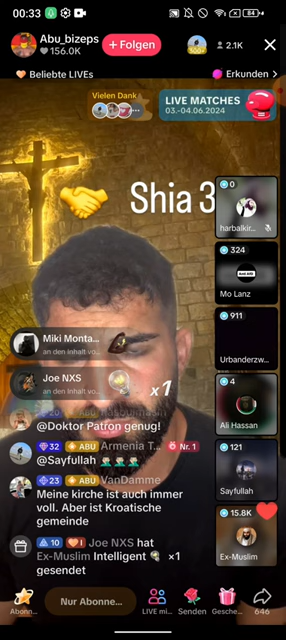 00:33
84
Abu_bizeps
156.0K
+ Folgen
2.1K
Beliebte LIVEs
Erkunden >
Vielen Dank
LIVE MATCHES
03.-04.06.2024
Shia 3
0
harbalkir...
324
Mo Lanz
911
Urbanderzw...
4
Ali Hassan
121
Sayfullah
15.8K
Ex-Muslim
Miki Monta...
an den Inhalt vo...
Joe NXS
an den Inhalt vo...
x1
@Doktor Patron genug!
32 ABU Armenia T... Nr. 1
@Sayfullah
23 ABU VanDamme
Meine kirche ist auch immer
voll. Aber ist Kroatische
gemeinde
10 I Joe NXS hat
Ex-Muslim Intelligent x1
gesendet
Abonn...
Nur Abonne...
LIVE mi...
Senden
Gesche...
646